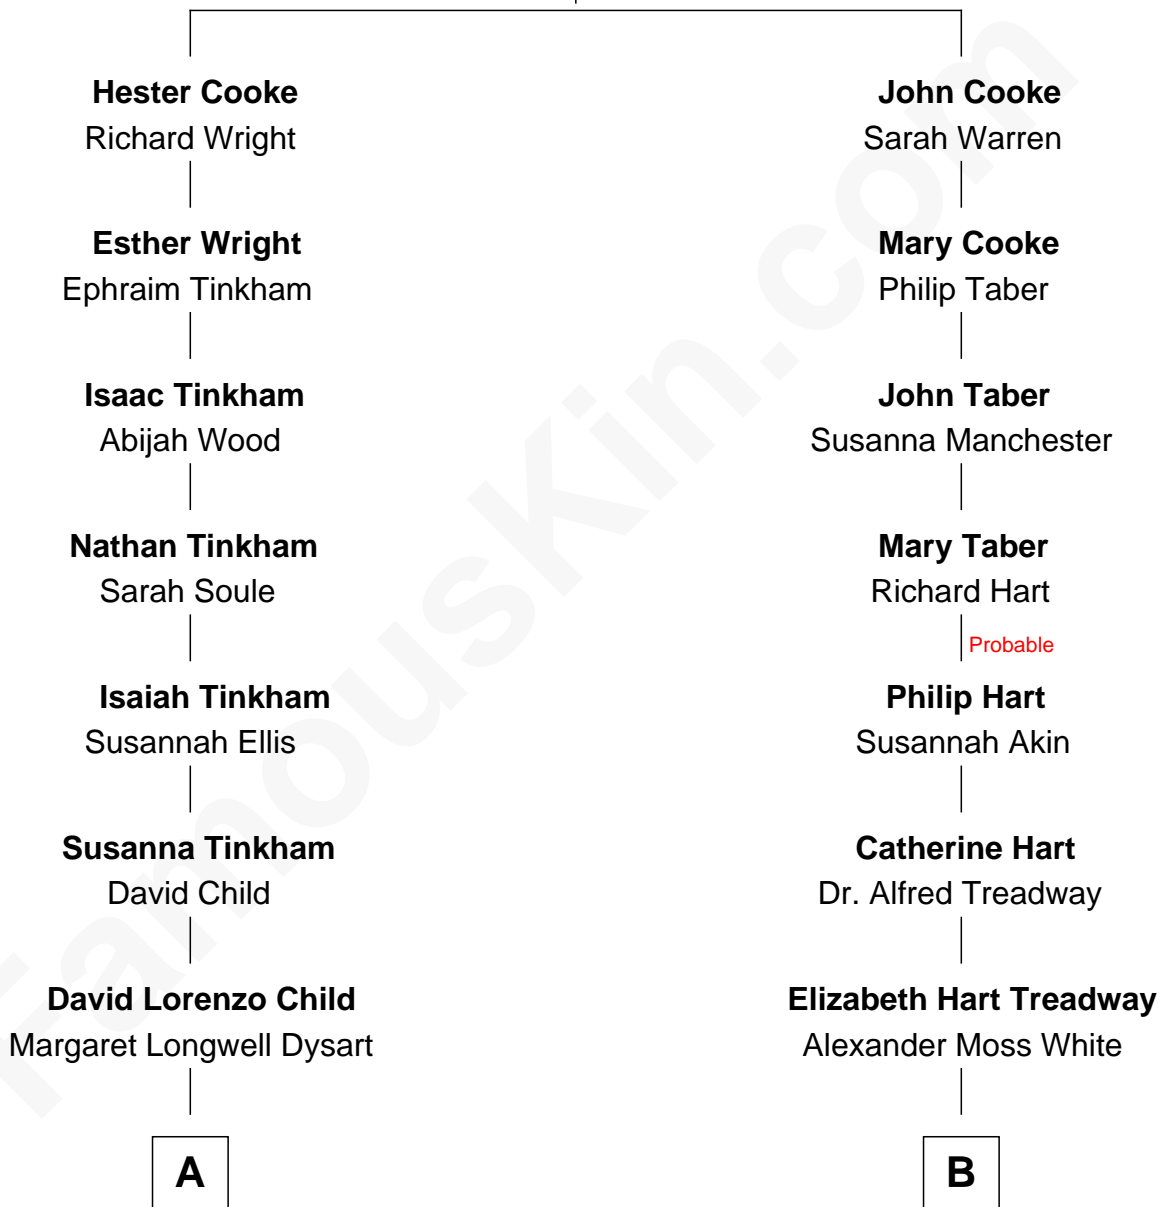 Hester Cooke
Richard Wright
Esther Wright
Ephraim Tinkham
Isaac Tinkham
Abijah Wood
Nathan Tinkham
Sarah Soule
Isaiah Tinkham
Susannah Ellis
Susanna Tinkham
David Child
David Lorenzo Child
Margaret Longwell Dysart
A
John Cooke
Sarah Warren
Mary Cooke
Philip Taber
John Taber
Susanna Manchester
Mary Taber
Richard Hart
Probable
Philip Hart
Susannah Akin
Catherine Hart
Dr. Alfred Treadway
Elizabeth Hart Treadway
Alexander Moss White
B
FamousKin.com